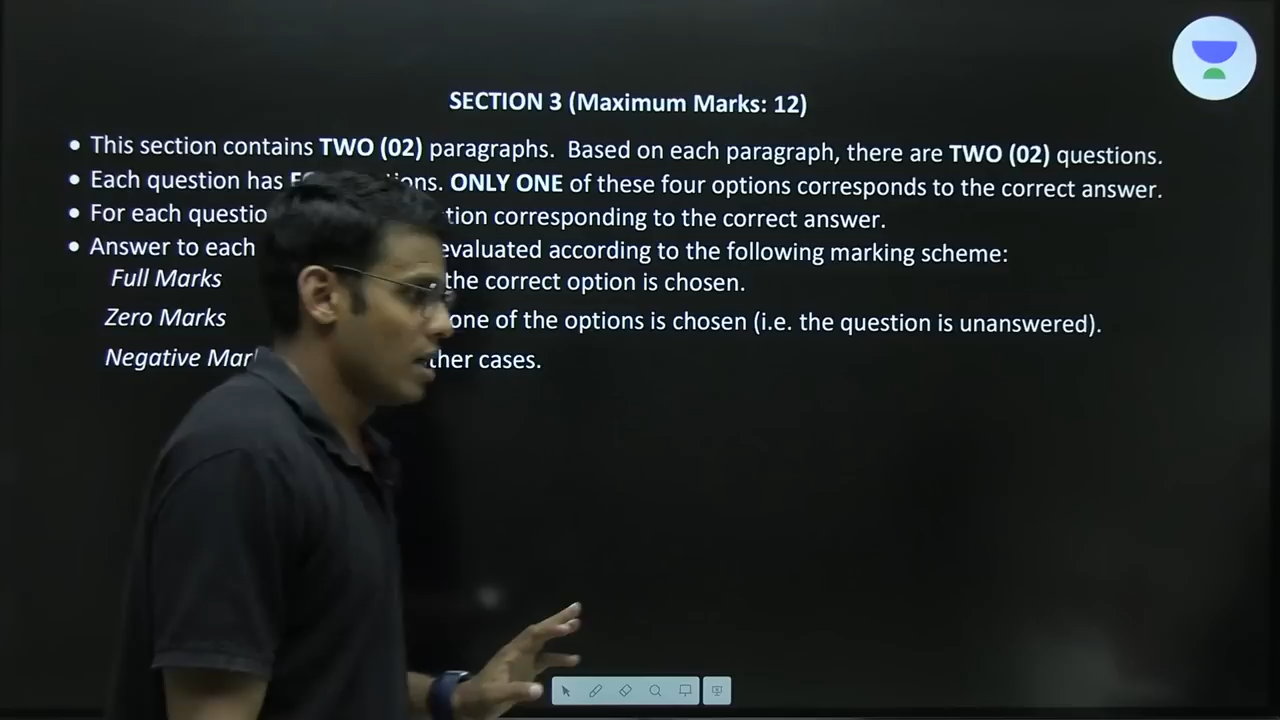 SECTION 3 (Maximum Marks: 12)
• This section contains TWO (02) paragraphs. Based on each paragraph, there are TWO (02) questions.
• Each question has ons. ONLY ONE of these four options corresponds to the correct answer.
• For each questio tion corresponding to the correct answer.
• Answer to each evaluated according to the following marking scheme:
Full Marks the correct option is chosen.
Zero Marks one of the options is chosen (i.e. the question is unanswered).
Negative Mar ther cases.